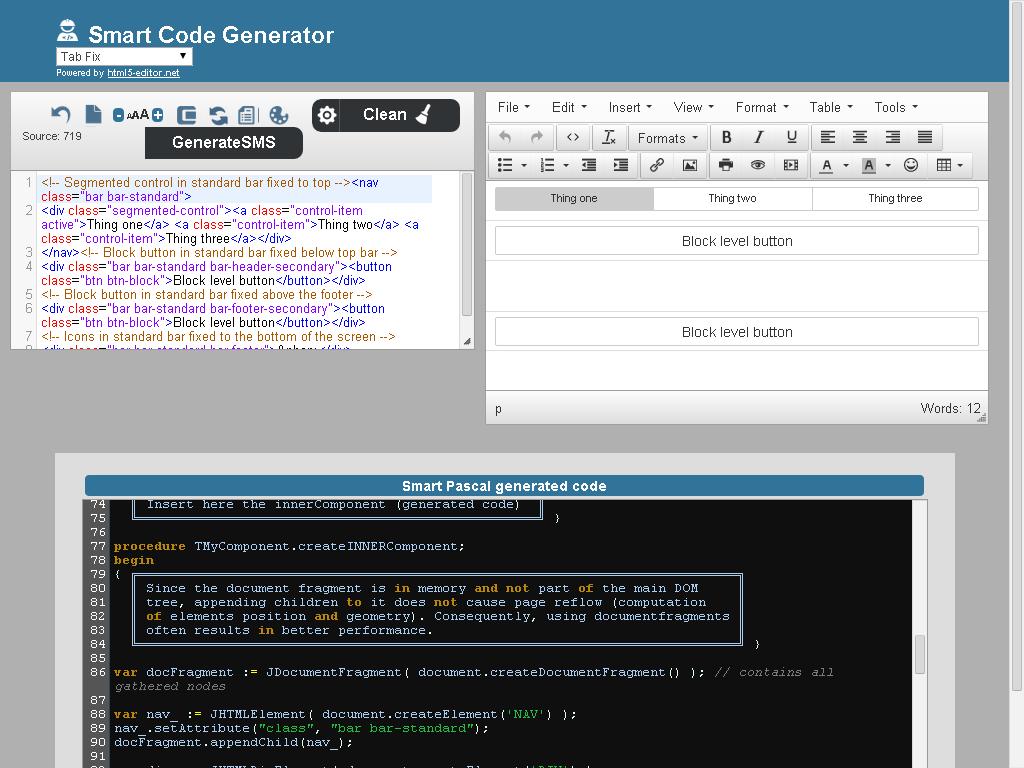 Smart Code Generator
Tab Fix
Powered by html5-editor.net
AAA
Clean
Source: 719
GenerateSMS
1 <!-- Segmented control in standard bar fixed to top --><nav
class="bar bar-standard">
2 <div class="segmented-control"><a class="control-item
active">Thing one</a> <a class="control-item">Thing two</a> <a
class="control-item">Thing three</a></div>
3 </nav><!-- Block button in standard bar fixed below top bar -->
4 <div class="bar bar-standard bar-header-secondary"><button
class="btn btn-block">Block level button</button></div>
5 <!-- Block button in standard bar fixed above the footer -->
6 <div class="bar bar-standard bar-footer-secondary"><button
class="btn btn-block">Block level button</button></div>
7 <!-- Icons in standard bar fixed to the bottom of the screen -->
File Edit Insert View Format Table Tools
Formats B I U
A A
Thing one Thing two Thing three
Block level button
Block level button
p Words: 12
Smart Pascal generated code
74 Insert here the innerComponent (generated code)
75 }
76
77 procedure TMyComponent.createINNERComponent;
78 begin
79 {
80 Since the document fragment is in memory and not part of the main DOM
81 tree, appending children to it does not cause page reflow (computation
82 of elements position and geometry). Consequently, using documentfragments
83 often results in better performance.
84 }
85
86 var docFragment := JDocumentFragment( document.createDocumentFragment() ); // contains all
gathered nodes
87
88 var nav_ := JHTMLElement( document.createElement('NAV') );
89 nav_.setAttribute("class", "bar bar-standard");
90 docFragment.appendChild(nav_);
91